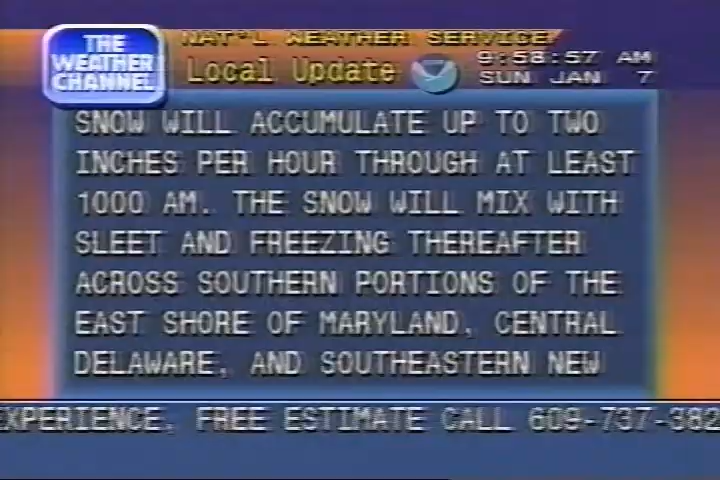 THE
WEATHER
CHANNEL
NAT'L WEATHER SERVICE
Local Update
9:58:57 AM
SUN JAN 7
SNOW WILL ACCUMULATE UP TO TWO
INCHES PER HOUR THROUGH AT LEAST
1000 AM. THE SNOW WILL MIX WITH
SLEET AND FREEZING THEREAFTER
ACROSS SOUTHERN PORTIONS OF THE
EAST SHORE OF MARYLAND, CENTRAL
DELAWARE, AND SOUTHEASTERN NEW
EXPERIENCE. FREE ESTIMATE CALL 609-737-382